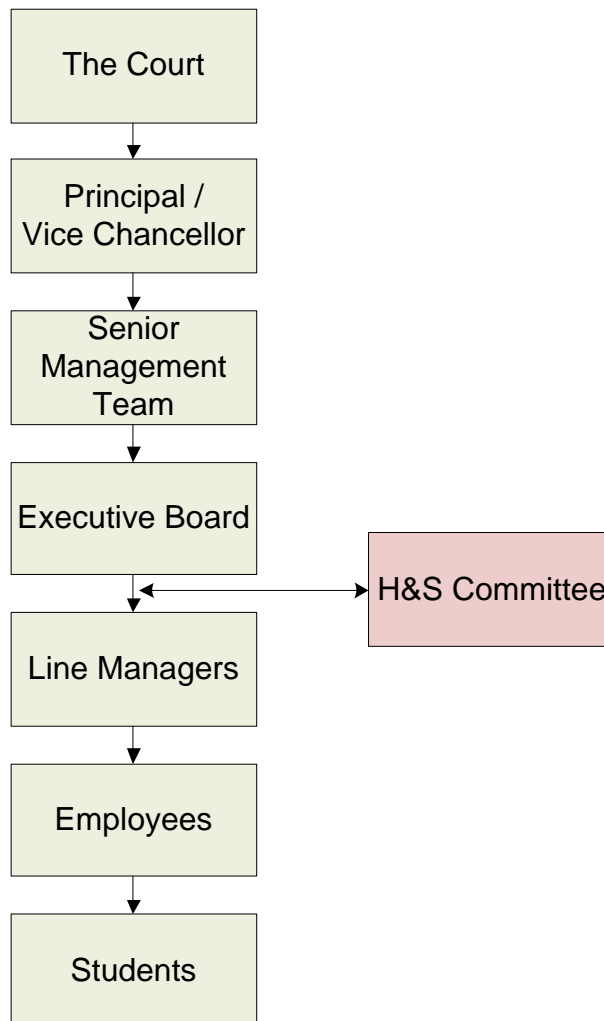 The Court
Principal /
Vice Chancellor
Senior
Management
Team
Executive Board
H&S Committee
Line Managers
Employees
Students